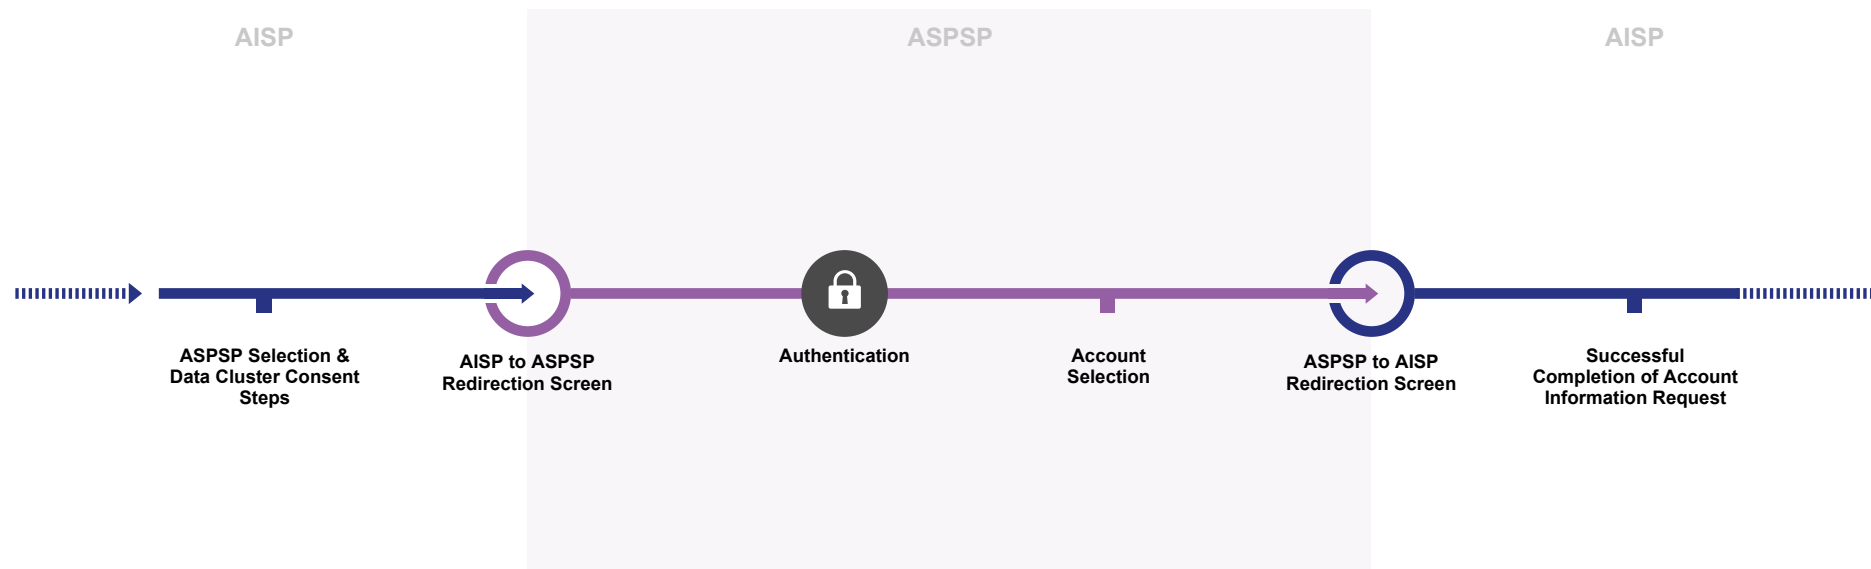 AISP
ASPSP
AISP
ASPSP Selection &
Data Cluster Consent
Steps
AISP to ASPSP
Redirection Screen
Authentication
Account
Selection
ASPSP to AISP
Redirection Screen
Successful
Completion of Account
Information Request